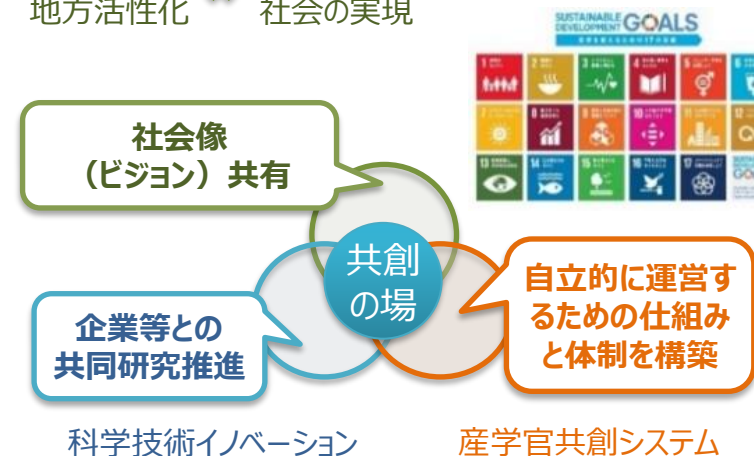 地方活性化
社会の実現
SUSTAINABLE
DEVELOPMENT
GOALS
社会像
（ビジョン）共有
共創
の場
企業等との
共同研究推進
自立的に運営す
るための仕組み
と体制を構築
科学技術イノベーション
産学官共創システム